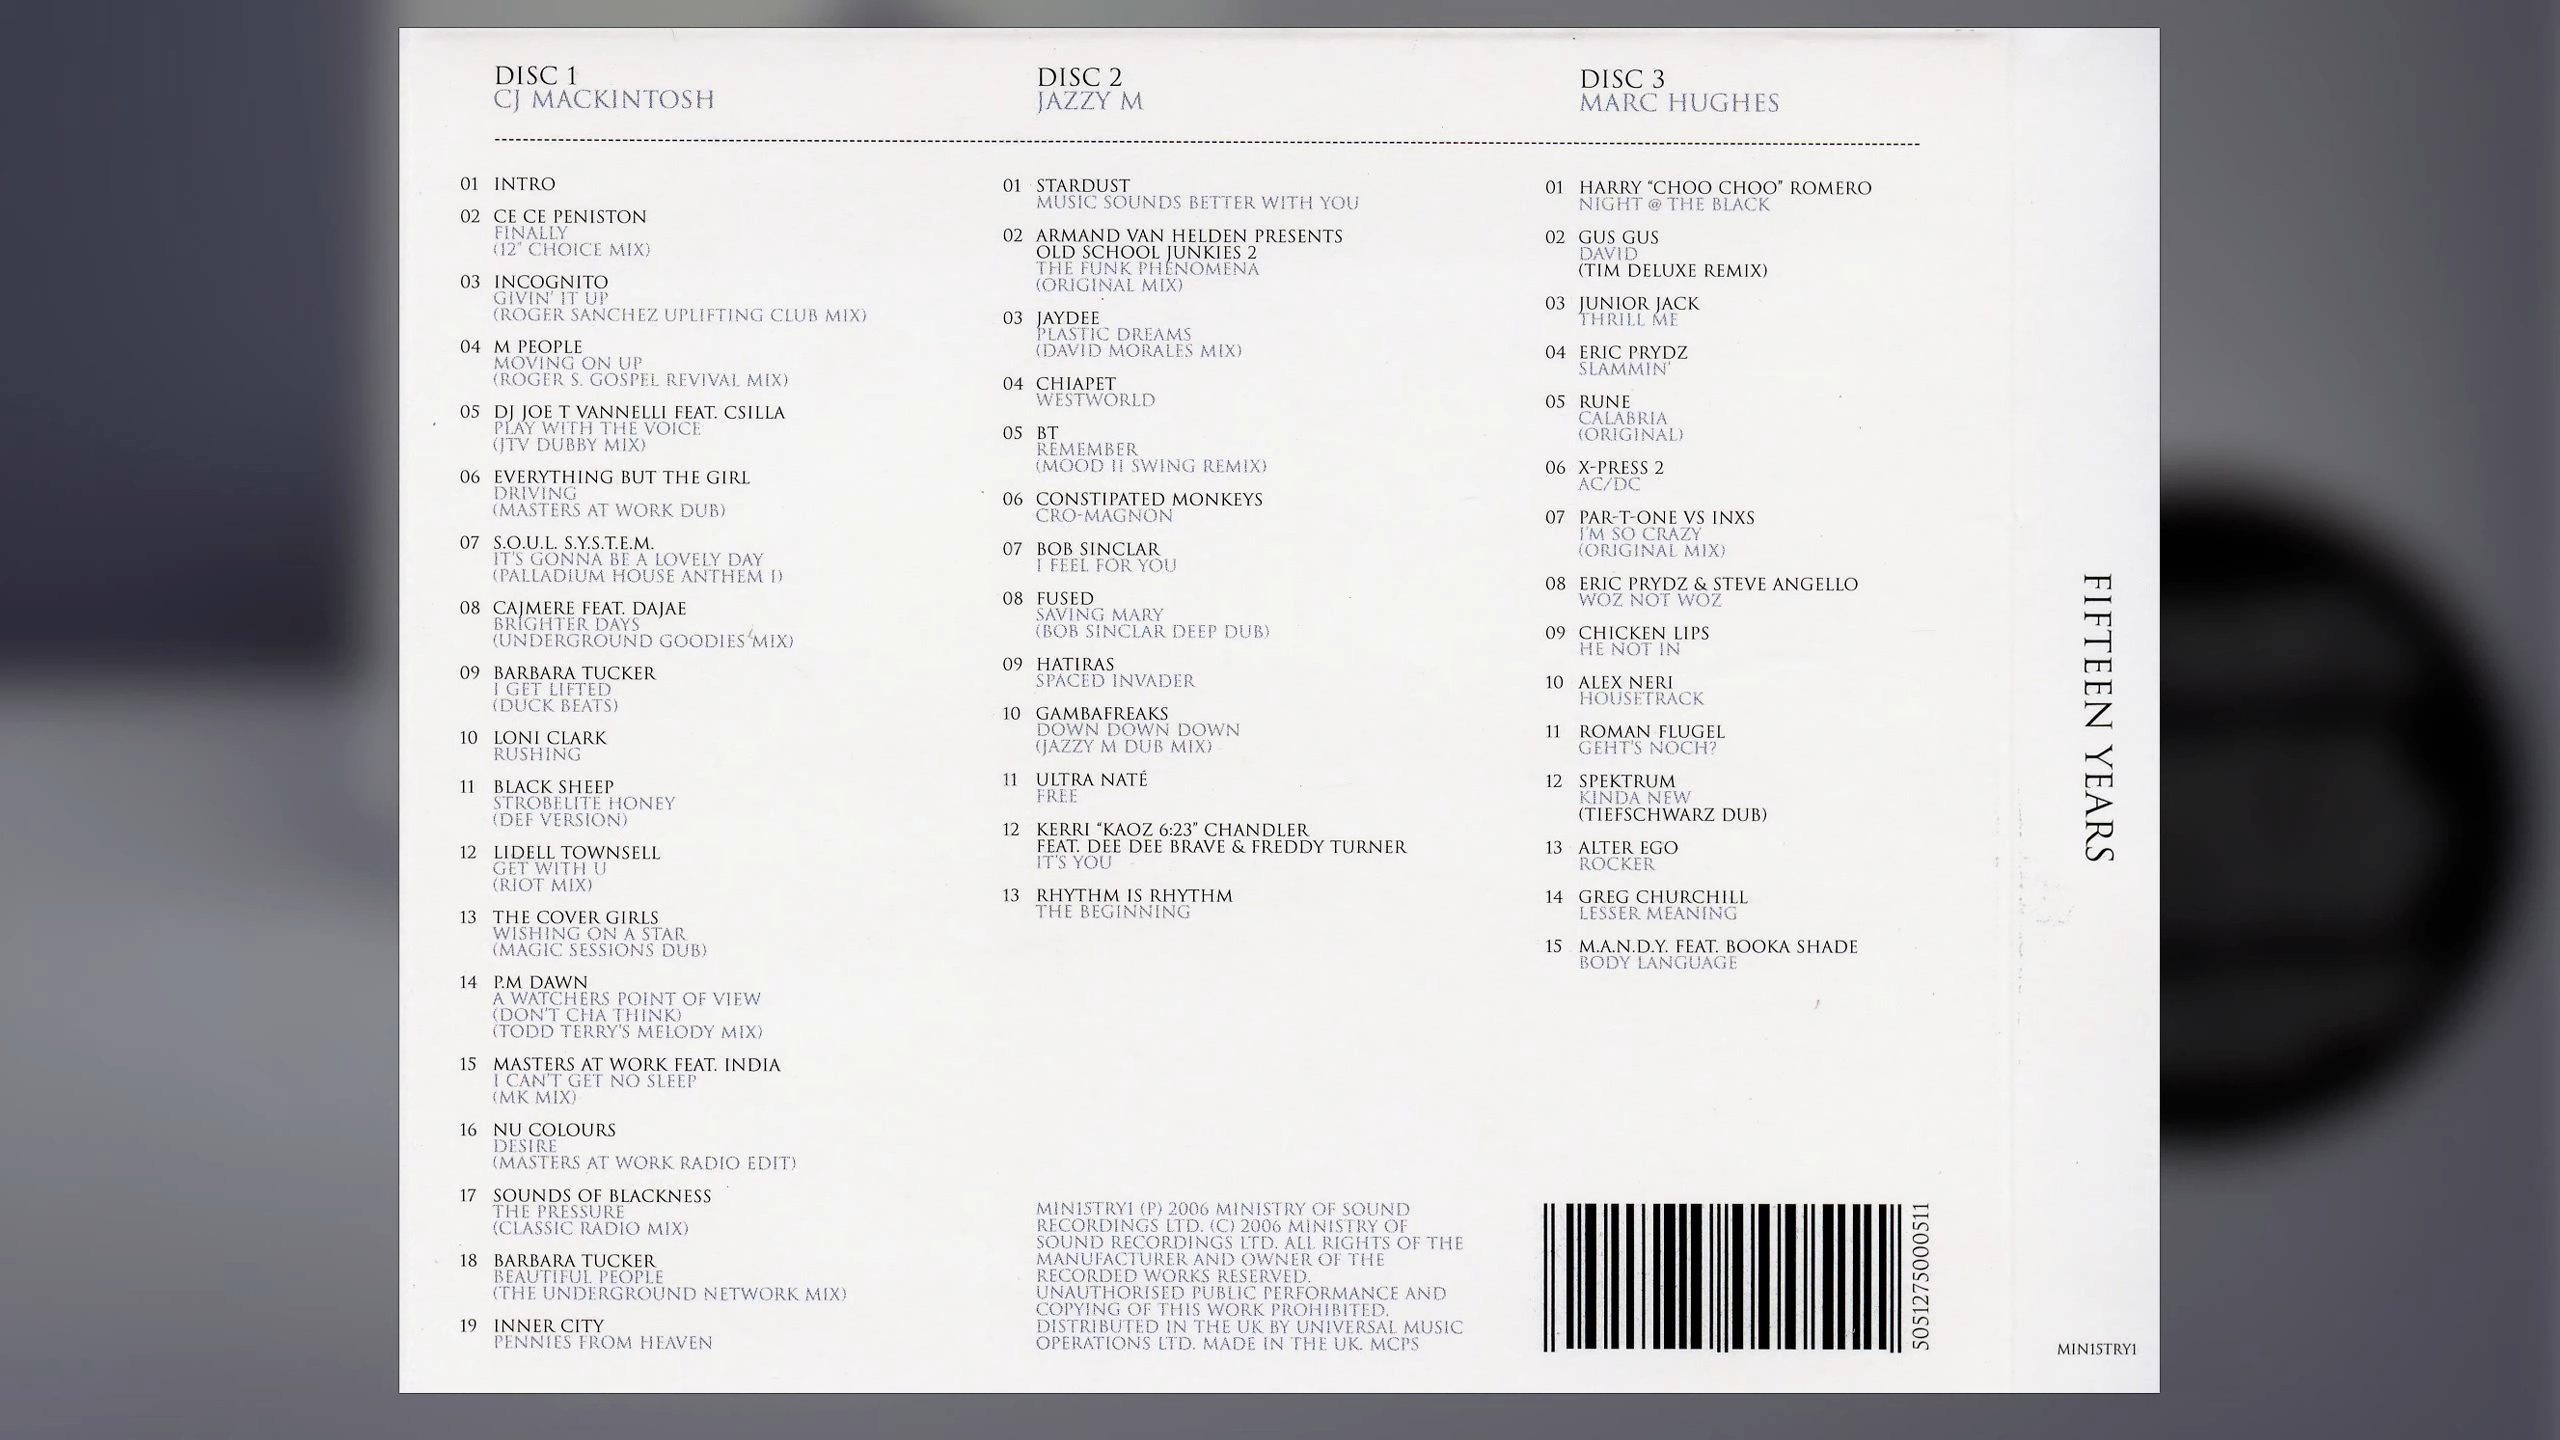 DISC 1
CJ MACKINTOSH
01 INTRO
02 CE CE PENISTON
FINALLY
(12" CHOICE MIX)
03 INCOGNITO
GIVIN' IT UP
(ROGER SANCHEZ UPLIFTING CLUB MIX)
04 M PEOPLE
MOVING ON UP
(ROGER S. GOSPEL REVIVAL MIX)
05 DJ JOE T VANNELLI FEAT. CSILLA
PLAY WITH THE VOICE
(JTV DUBBY MIX)
06 EVERYTHING BUT THE GIRL
DRIVING
(MASTERS AT WORK DUB)
07 S.O.U.L. S.Y.S.T.E.M.
IT'S GONNA BE A LOVELY DAY
(PALLADIUM HOUSE ANTHEM I)
08 CAJMERE FEAT. DAJAE
BRIGHTER DAYS
(UNDERGROUND GOODIES MIX)
09 BARBARA TUCKER
I GET LIFTED
(DUCK BEATS)
10 LONI CLARK
RUSHING
11 BLACK SHEEP
STROBELITE HONEY
(DEF VERSION)
12 LIDELL TOWNSELL
GET WITH U
(RIOT MIX)
13 THE COVER GIRLS
WISHING ON A STAR
(MAGIC SESSIONS DUB)
14 P.M DAWN
A WATCHERS POINT OF VIEW
(DON'T CHA THINK)
(TODD TERRY'S MELODY MIX)
15 MASTERS AT WORK FEAT. INDIA
I CAN'T GET NO SLEEP
(MK MIX)
16 NU COLOURS
DESIRE
(MASTERS AT WORK RADIO EDIT)
17 SOUNDS OF BLACKNESS
THE PRESSURE
(CLASSIC RADIO MIX)
18 BARBARA TUCKER
BEAUTIFUL PEOPLE
(THE UNDERGROUND NETWORK MIX)
19 INNER CITY
PENNIES FROM HEAVEN
DISC 2
JAZZY M
01 STARDUST
MUSIC SOUNDS BETTER WITH YOU
02 ARMAND VAN HELDEN PRESENTS
OLD SCHOOL JUNKIES 2
THE FUNK PHENOMENA
(ORIGINAL MIX)
03 JAYDEE
PLASTIC DREAMS
(DAVID MORALES MIX)
04 CHIAPET
WESTWORLD
05 BT
REMEMBER
(MOOD II SWING REMIX)
06 CONSTIPATED MONKEYS
CRO-MAGNON
07 BOB SINCLAR
I FEEL FOR YOU
08 FUSED
SAVING MARY
(BOB SINCLAR DEEP DUB)
09 HATIRAS
SPACED INVADER
10 GAMBAFREAKS
DOWN DOWN DOWN
(JAZZY M DUB MIX)
11 ULTRA NATÉ
FREE
12 KERRI "KAOZ 6:23" CHANDLER
FEAT. DEE DEE BRAVE & FREDDY TURNER
IT'S YOU
13 RHYTHM IS RHYTHM
THE BEGINNING
MIN15TRY1 (P) 2006 MINISTRY OF SOUND
RECORDINGS LTD. (C) 2006 MINISTRY OF
SOUND RECORDINGS LTD. ALL RIGHTS OF THE
MANUFACTURER AND OWNER OF THE
RECORDED WORKS RESERVED.
UNAUTHORISED PUBLIC PERFORMANCE AND
COPYING OF THIS WORK PROHIBITED.
DISTRIBUTED IN THE UK BY UNIVERSAL MUSIC
OPERATIONS LTD. MADE IN THE UK. MCPS
DISC 3
MARC HUGHES
01 HARRY "CHOO CHOO" ROMERO
NIGHT @ THE BLACK
02 GUS GUS
DAVID
(TIM DELUXE REMIX)
03 JUNIOR JACK
THRILL ME
04 ERIC PRYDZ
SLAMMIN'
05 RUNE
CALABRIA
(ORIGINAL)
06 X-PRESS 2
AC/DC
07 PAR-T-ONE VS INXS
I'M SO CRAZY
(ORIGINAL MIX)
08 ERIC PRYDZ & STEVE ANGELLO
WOZ NOT WOZ
09 CHICKEN LIPS
HE NOT IN
10 ALEX NERI
HOUSETRACK
11 ROMAN FLUGEL
GEHT'S NOCH?
12 SPEKTRUM
KINDA NEW
(TIEFSCHWARZ DUB)
13 ALTER EGO
ROCKER
14 GREG CHURCHILL
LESSER MEANING
15 M.A.N.D.Y. FEAT. BOOKA SHADE
BODY LANGUAGE
5051275000511
FIFTEEN YEARS
MIN15TRY1